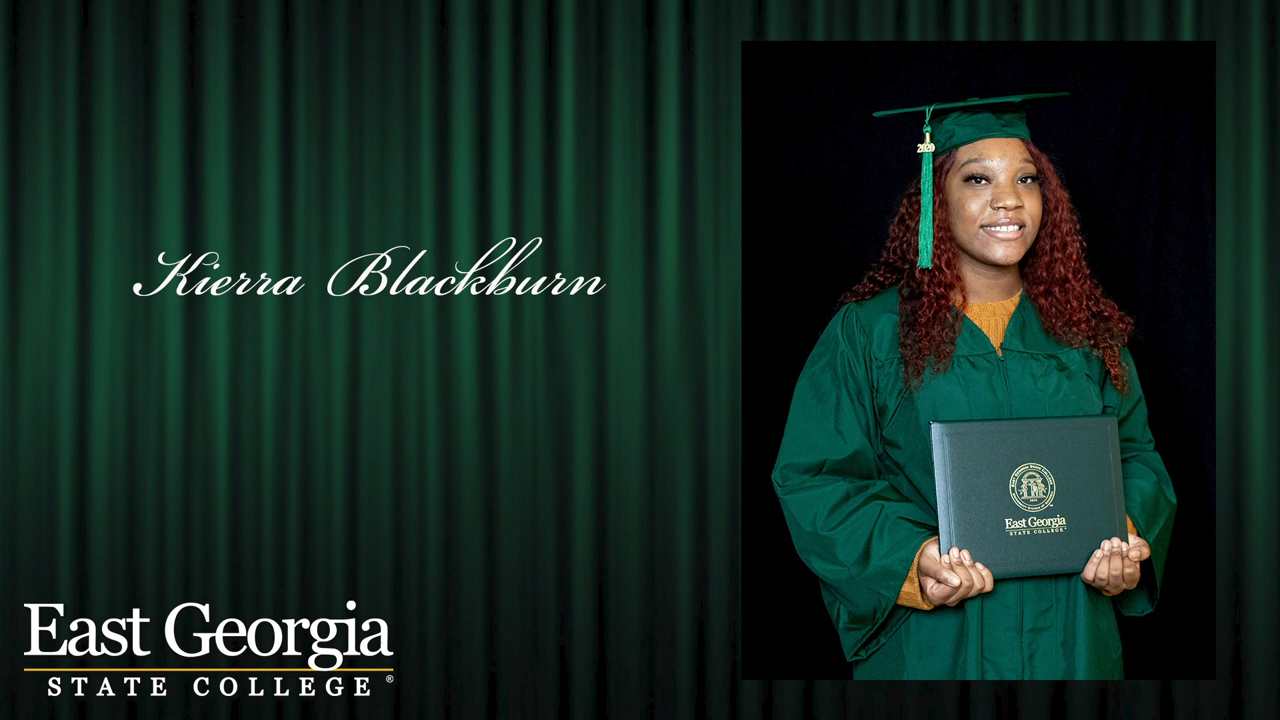 Kierra Blackburn
East Georgia
STATE COLLEGE®
2020
East Georgia
STATE COLLEGE